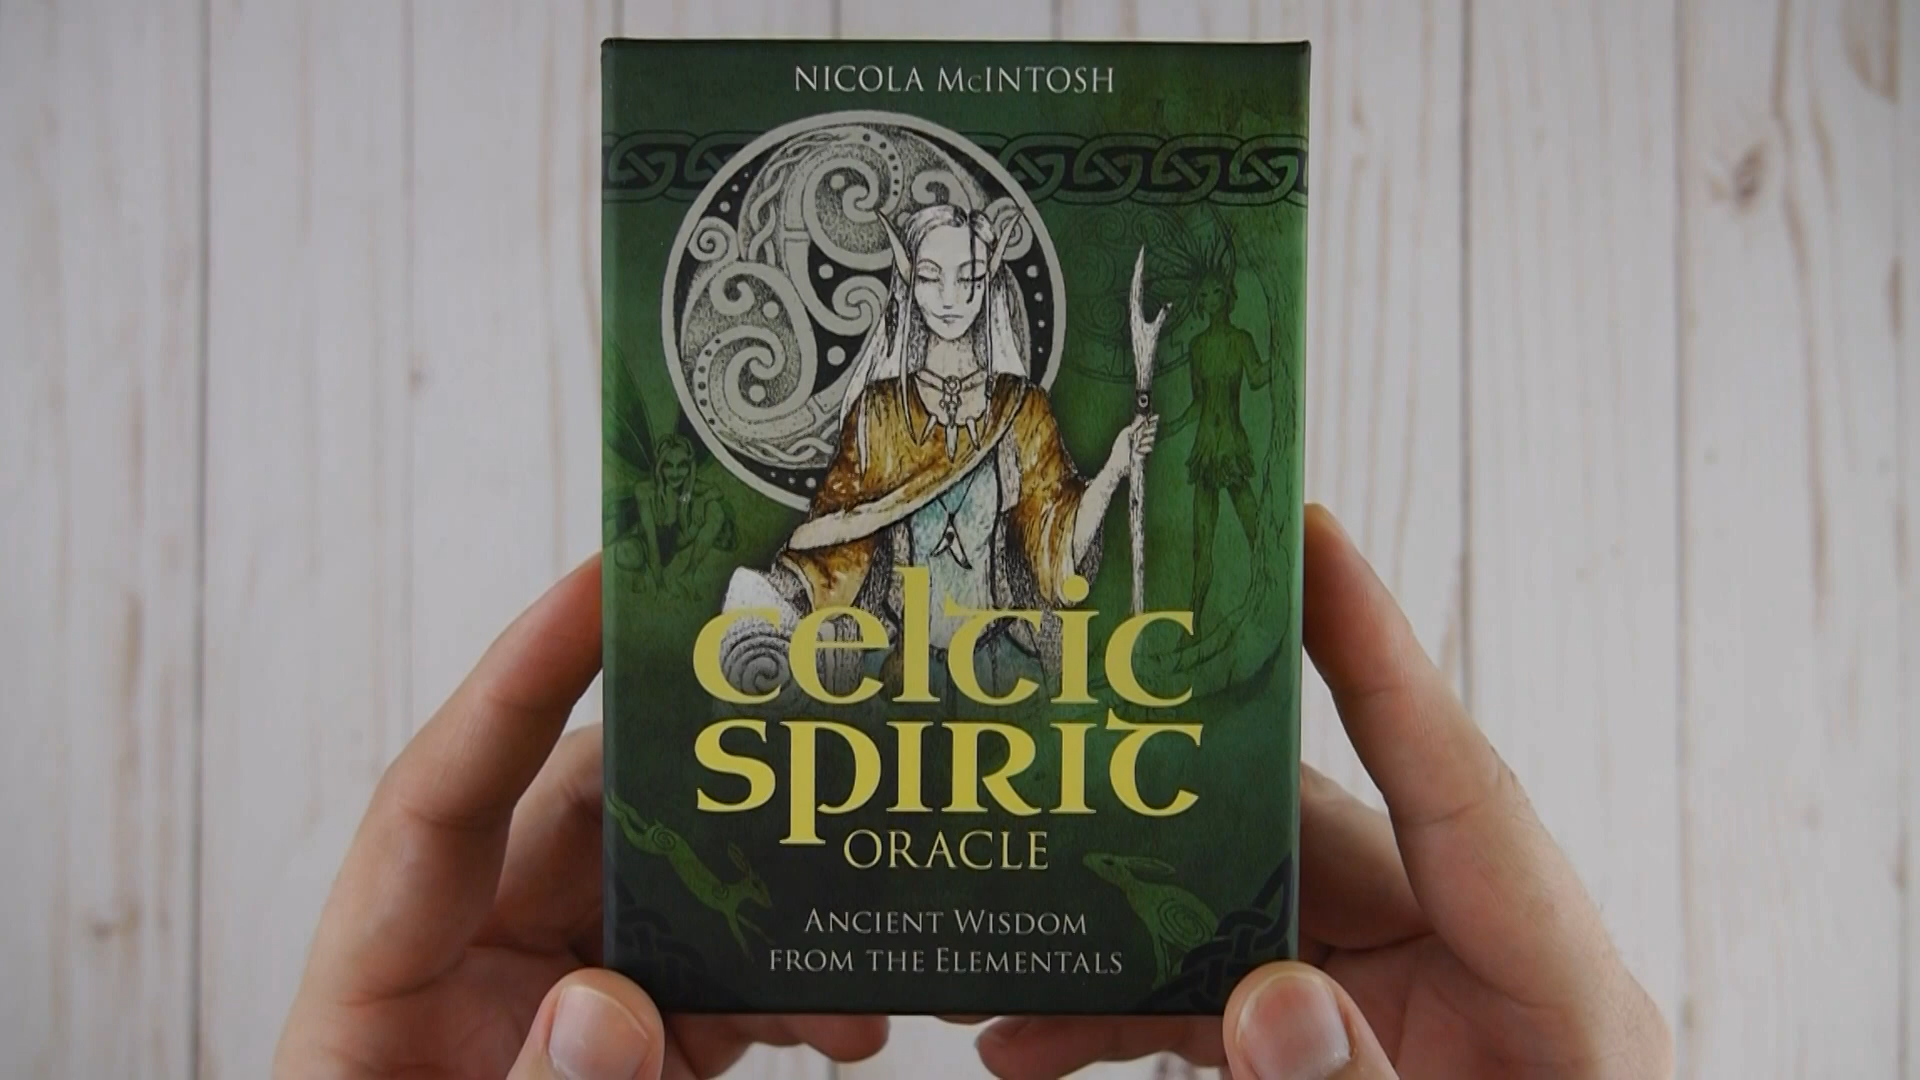 NICOLA McINTOSH
celtic
spirit
ORACLE
ANCIENT WISDOM
FROM THE ELEMENTALS